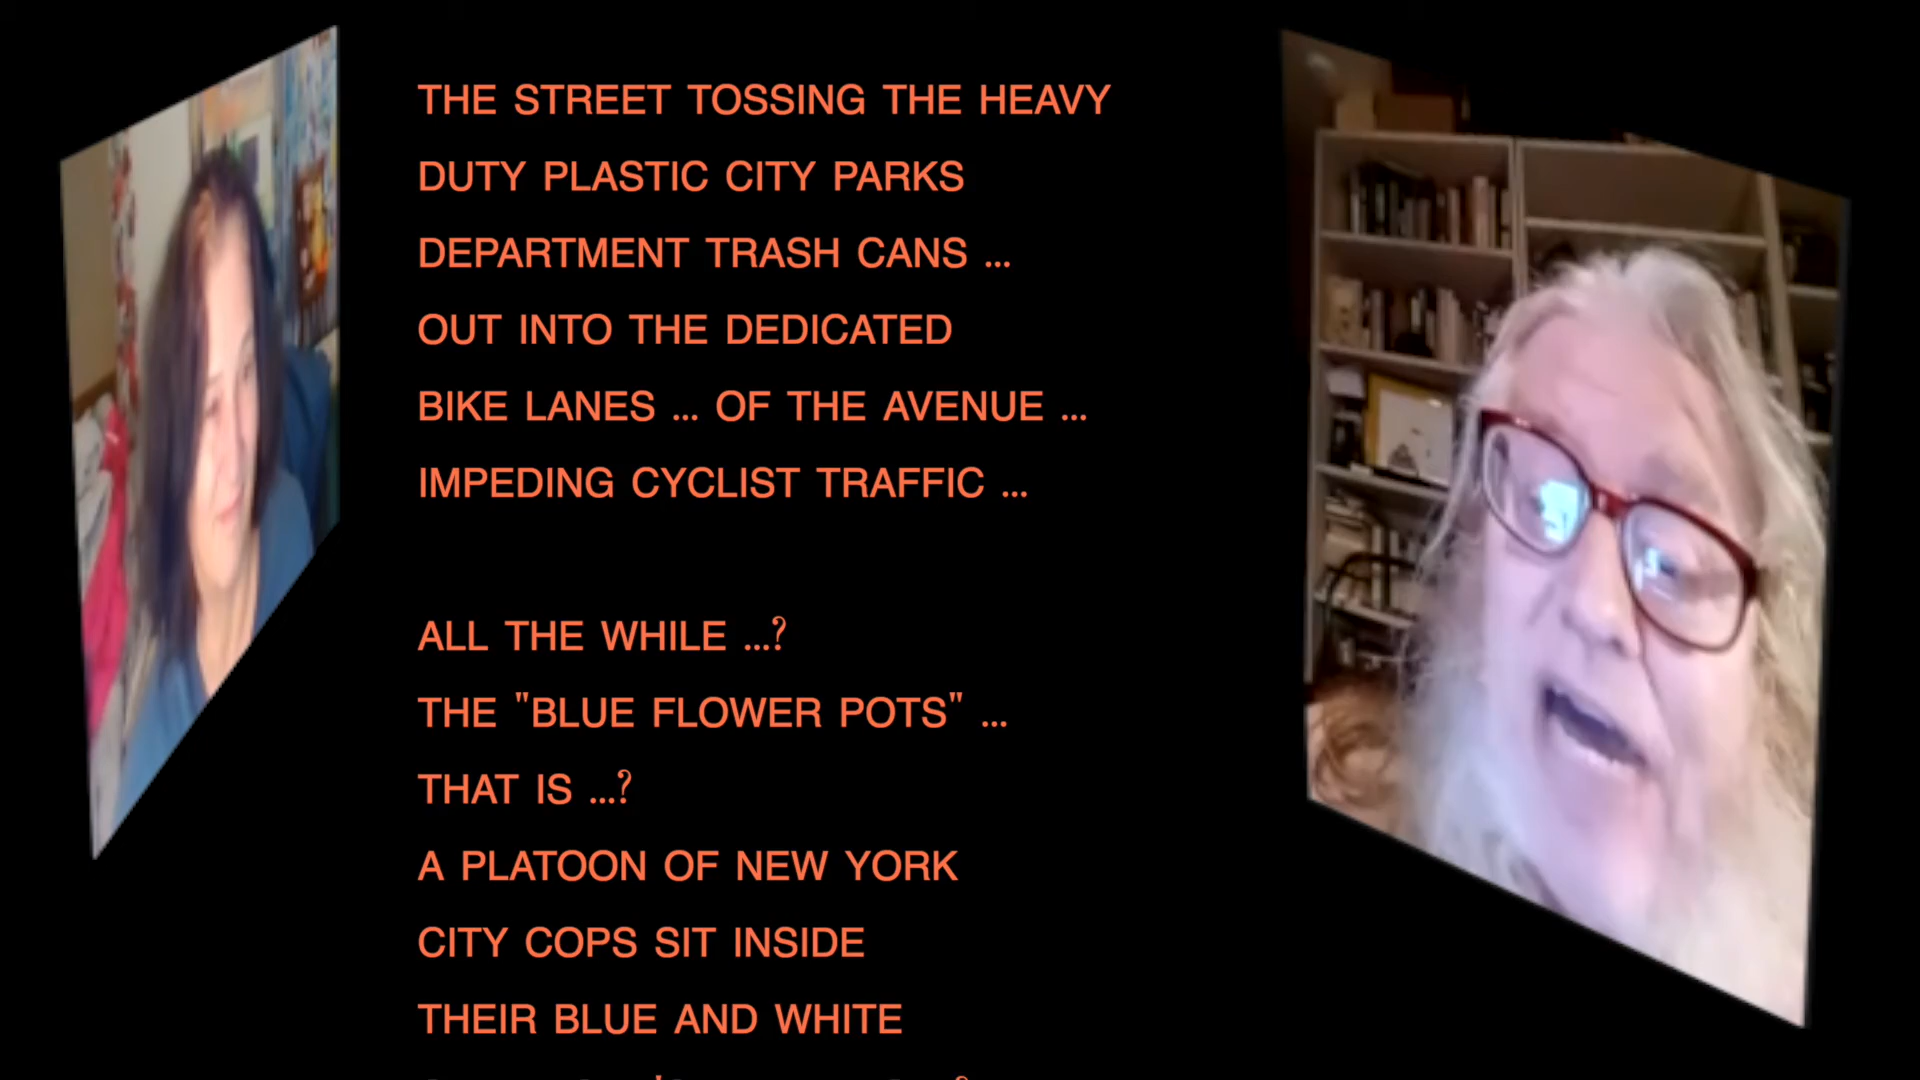 THE STREET TOSSING THE HEAVY
DUTY PLASTIC CITY PARKS
DEPARTMENT TRASH CANS ...
OUT INTO THE DEDICATED
BIKE LANES ... OF THE AVENUE ...
IMPEDING CYCLIST TRAFFIC ...
ALL THE WHILE ...?
THE "BLUE FLOWER POTS" ...
THAT IS ...?
A PLATOON OF NEW YORK
CITY COPS SIT INSIDE
THEIR BLUE AND WHITE